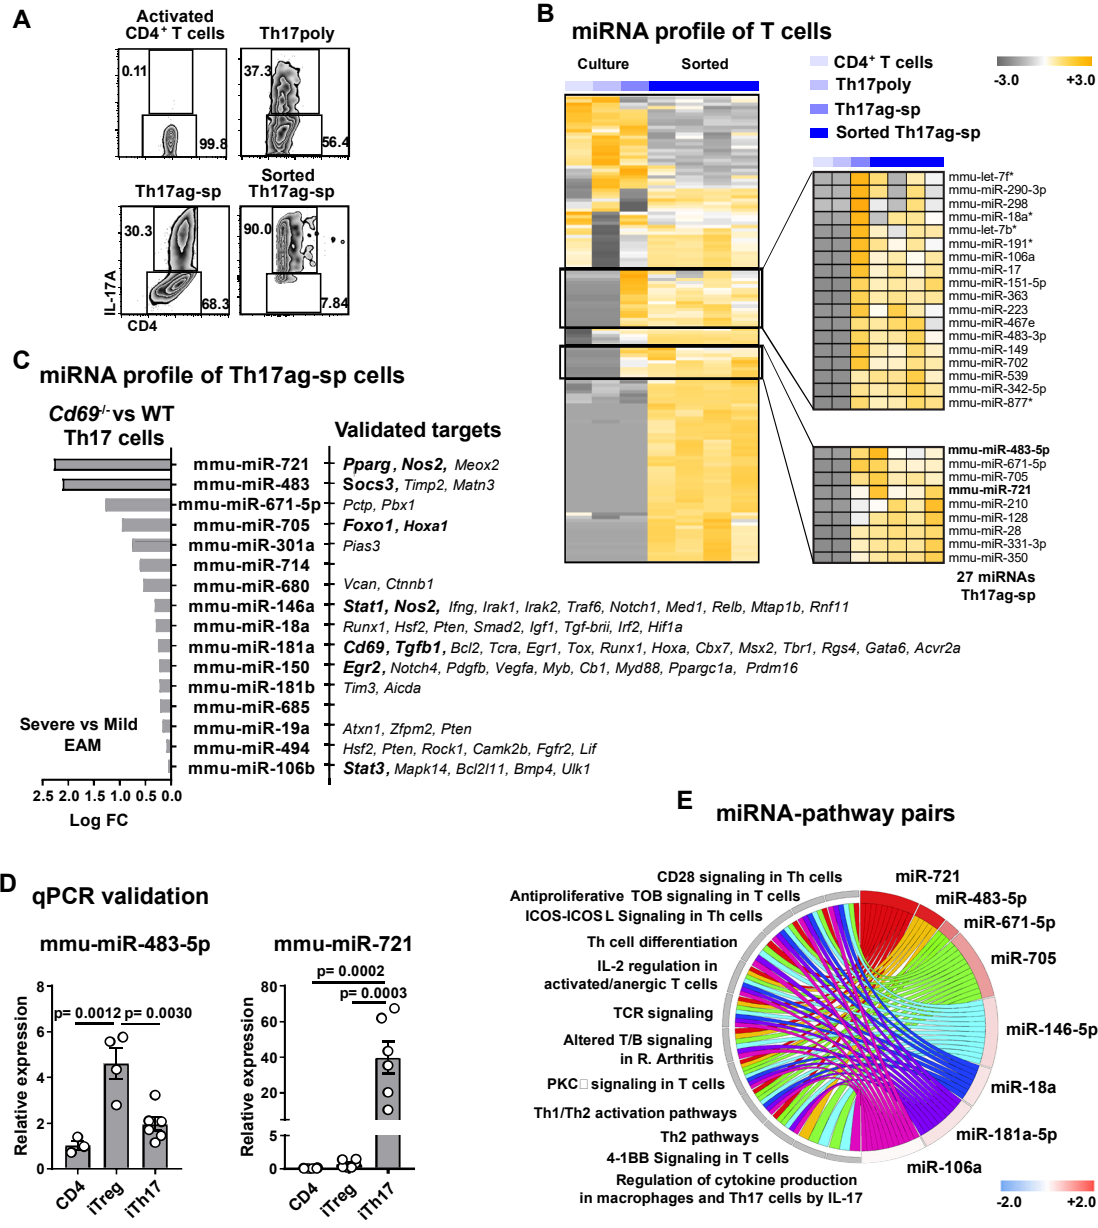 A
Activated
CD4+ T cells
Th17poly
0.11
99.8
37.3
56.4
Th17ag-sp
Sorted
Th17ag-sp
30.3
68.3
90.0
7.84
IL-17A
CD4
B
miRNA profile of T cells
Culture
Sorted
CD4+ T cells
Th17poly
Th17ag-sp
Sorted Th17ag-sp
-3.0
+3.0
mmu-let-7f*
mmu-miR-290-3p
mmu-miR-298
mmu-miR-18a*
mmu-let-7b*
mmu-miR-191*
mmu-miR-106a
mmu-miR-17
mmu-miR-151-5p
mmu-miR-363
mmu-miR-223
mmu-miR-467e
mmu-miR-483-3p
mmu-miR-149
mmu-miR-702
mmu-miR-539
mmu-miR-342-5p
mmu-miR-877*
mmu-miR-483-5p
mmu-miR-671-5p
mmu-miR-705
mmu-miR-721
mmu-miR-210
mmu-miR-128
mmu-miR-28
mmu-miR-331-3p
mmu-miR-350
27 miRNAs
Th17ag-sp
C
miRNA profile of Th17ag-sp cells
Cd69-/- vs WT
Th17 cells
Validated targets
mmu-miR-721 Pparg, Nos2, Meox2
mmu-miR-483 Socs3, Timp2, Matn3
mmu-miR-671-5p Pctp, Pbx1
mmu-miR-705 Foxo1, Hoxa1
mmu-miR-301a Pias3
mmu-miR-714
mmu-miR-680 Vcan, Ctnnb1
mmu-miR-146a Stat1, Nos2, Ifng, Irak1, Irak2, Traf6, Notch1, Med1, Relb, Mtap1b, Rnf11
mmu-miR-18a Runx1, Hsf2, Pten, Smad2, Igf1, Tgf-brii, Irf2, Hif1a
mmu-miR-181a Cd69, Tgfb1, Bcl2, Tcra, Egr1, Tox, Runx1, Hoxa, Cbx7, Msx2, Tbr1, Rgs4, Gata6, Acvr2a
mmu-miR-150 Egr2, Notch4, Pdgfb, Vegfa, Myb, Cb1, Myd88, Ppargc1a, Prdm16
mmu-miR-181b Tim3, Aicda
mmu-miR-685
mmu-miR-19a Atxn1, Zfpm2, Pten
mmu-miR-494 Hsf2, Pten, Rock1, Camk2b, Fgfr2, Lif
mmu-miR-106b Stat3, Mapk14, Bcl2l11, Bmp4, Ulk1
Severe vs Mild
EAM
2.5 2.0 1.5 1.0 0.5 0.0
Log FC
D
qPCR validation
mmu-miR-483-5p
Relative expression
8
6
4
2
0
p= 0.0012
p= 0.0030
CD4
iTreg
iTh17
mmu-miR-721
Relative expression
80
60
40
20
5
0
p= 0.0002
p= 0.0003
CD4
iTreg
iTh17
E
miRNA-pathway pairs
CD28 signaling in Th cells
Antiproliferative TOB signaling in T cells
ICOS-ICOSL Signaling in Th cells
Th cell differentiation
IL-2 regulation in
activated/anergic T cells
TCR signaling
Altered T/B signaling
in R. Arthritis
PKC□ signaling in T cells
Th1/Th2 activation pathways
Th2 pathways
4-1BB Signaling in T cells
Regulation of cytokine production
in macrophages and Th17 cells by IL-17
miR-721
miR-483-5p
miR-671-5p
miR-705
miR-146-5p
miR-18a
miR-181a-5p
miR-106a
-2.0
+2.0